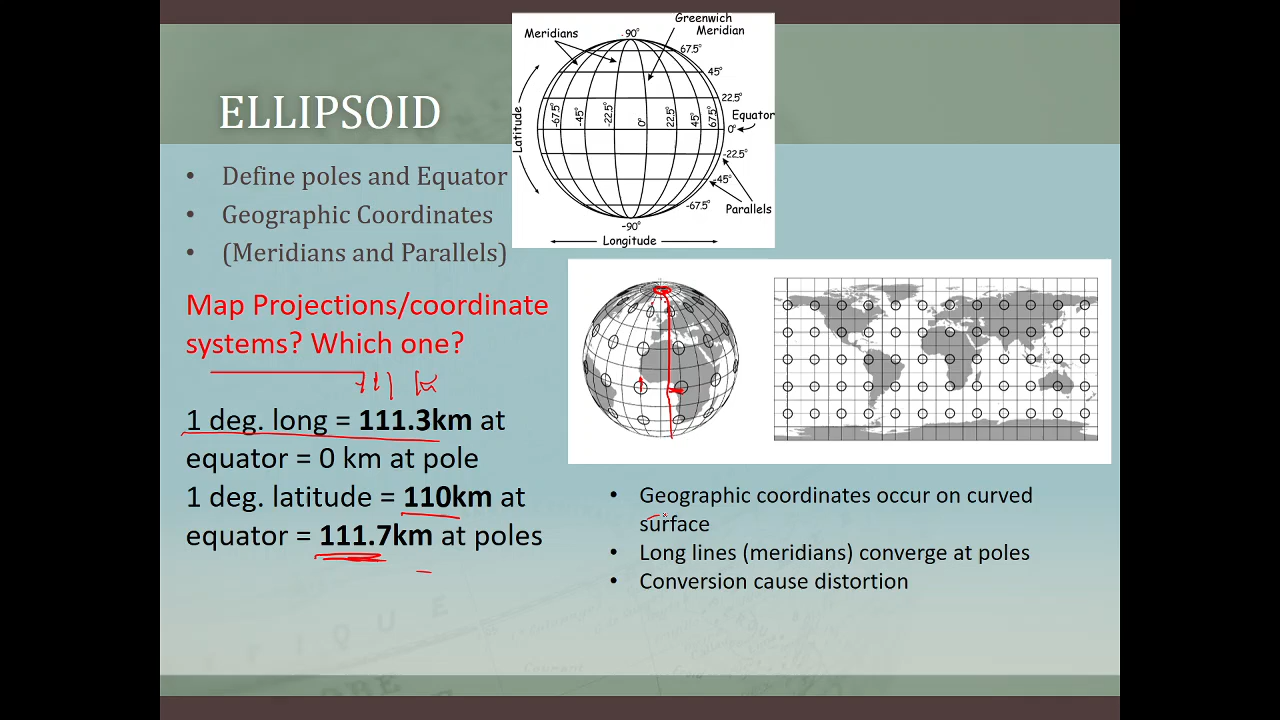 ELLIPSOID
• Define poles and Equator
• Geographic Coordinates
• (Meridians and Parallels)
Map Projections/coordinate
systems? Which one?
1 deg. long = 111.3km at
equator = 0 km at pole
1 deg. latitude = 110km at
equator = 111.7km at poles
Meridians
Greenwich
Meridian
-90°
67.5°
45°
22.5°
Equator
0°
-22.5°
-45°
-67.5°
Parallels
-90°
Latitude
-67.5°
-45°
-22.5°
0°
22.5°
45°
67.5°
Longitude
• Geographic coordinates occur on curved
surface
• Long lines (meridians) converge at poles
• Conversion cause distortion